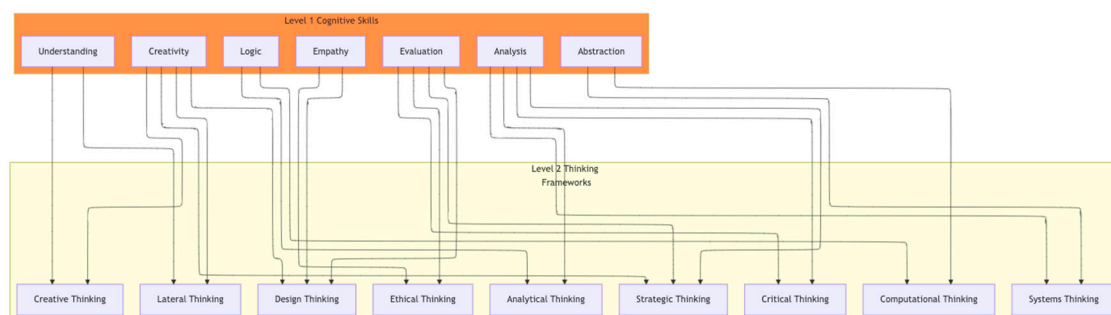 Level 1 Cognitive Skills
Understanding
Creativity
Logic
Empathy
Evaluation
Analysis
Abstraction
Level 2 Thinking
Frameworks
Creative Thinking
Lateral Thinking
Design Thinking
Ethical Thinking
Analytical Thinking
Strategic Thinking
Critical Thinking
Computational Thinking
Systems Thinking